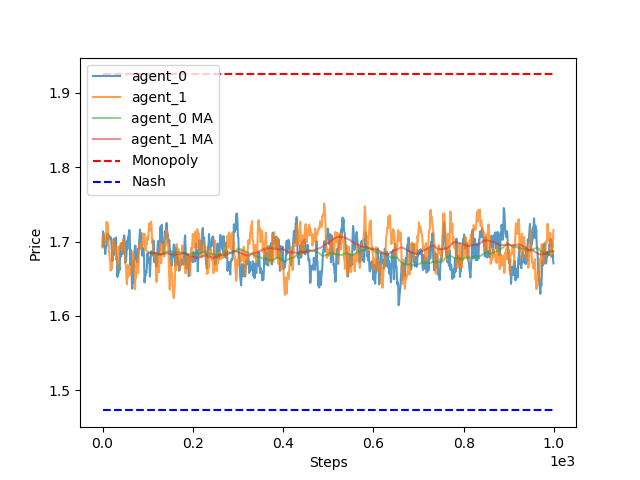 agent_0
agent_1
agent_0 MA
agent_1 MA
Monopoly
Nash
Price
1.9
1.8
1.7
1.6
1.5
0.0 0.2 0.4 0.6 0.8 1.0
Steps
1e3